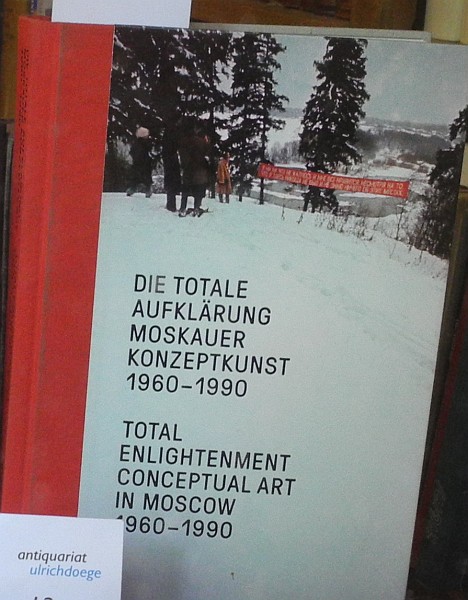 DIE TOTALE
AUFKLÄRUNG
MOSKAUER
KONZEPTKUNST
1960–1990
TOTAL
ENLIGHTENMENT
CONCEPTUAL ART
IN MOSCOW
1960–1990
antiquariat
ulrichdoege